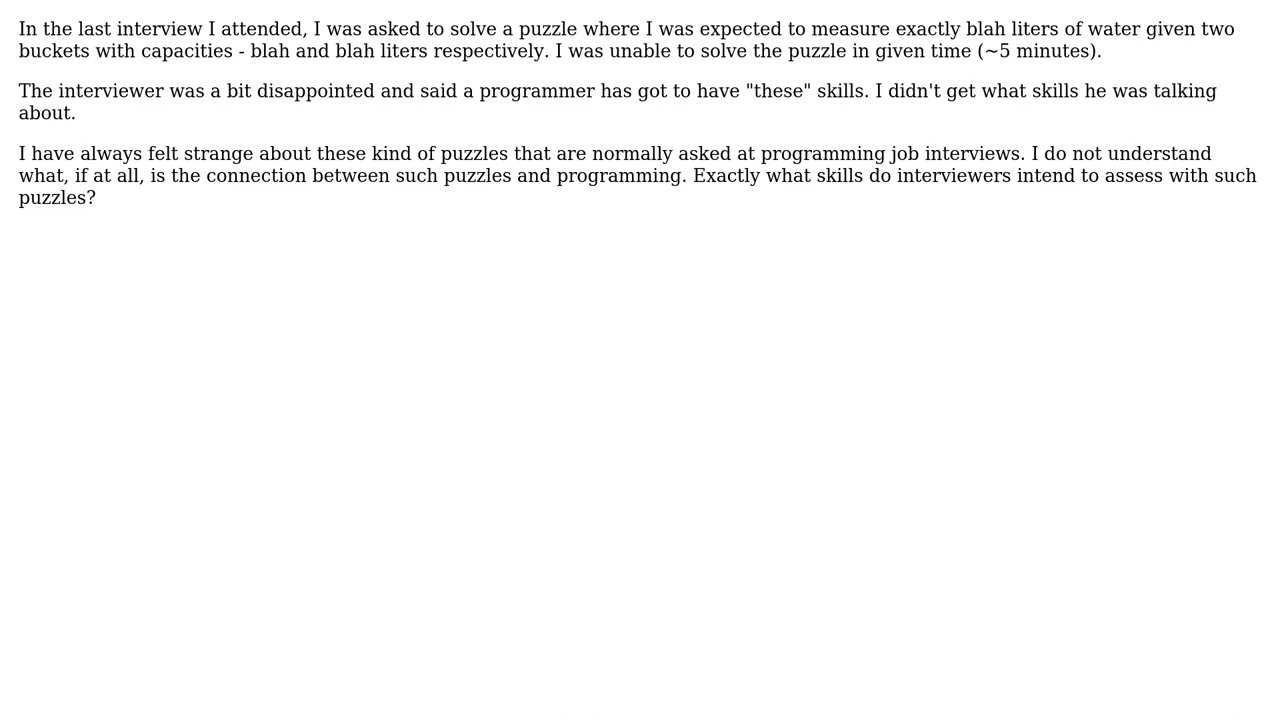 In the last interview I attended, I was asked to solve a puzzle where I was expected to measure exactly blah liters of water given two
buckets with capacities - blah and blah liters respectively. I was unable to solve the puzzle in given time (~5 minutes).
The interviewer was a bit disappointed and said a programmer has got to have "these" skills. I didn't get what skills he was talking
about.
I have always felt strange about these kind of puzzles that are normally asked at programming job interviews. I do not understand
what, if at all, is the connection between such puzzles and programming. Exactly what skills do interviewers intend to assess with such
puzzles?